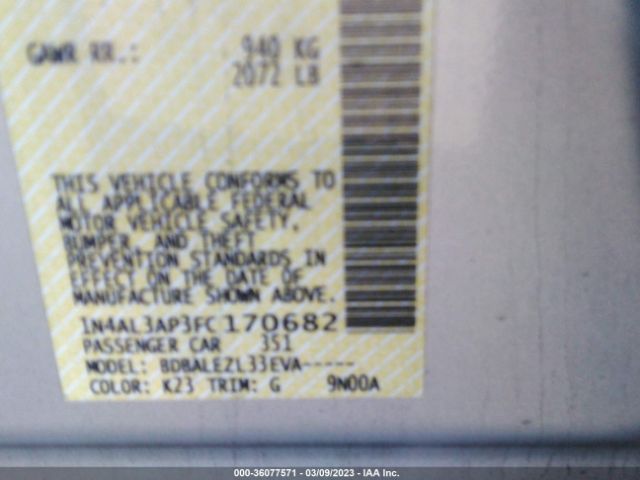 GAWR RR.: 940 KG
2072 LB
THIS VEHICLE CONFORMS TO
ALL APPLICABLE FEDERAL
MOTOR VEHICLE SAFETY,
BUMPER, AND THEFT
PREVENTION STANDARDS IN
EFFECT ON THE DATE OF
MANUFACTURE SHOWN ABOVE.
1N4AL3AP3FC170682
PASSENGER CAR 351
MODEL: BDBALEZL33EVA-----
COLOR: K23 TRIM: G 9N00A
000-36077571 - 03/09/2023 - IAA Inc.